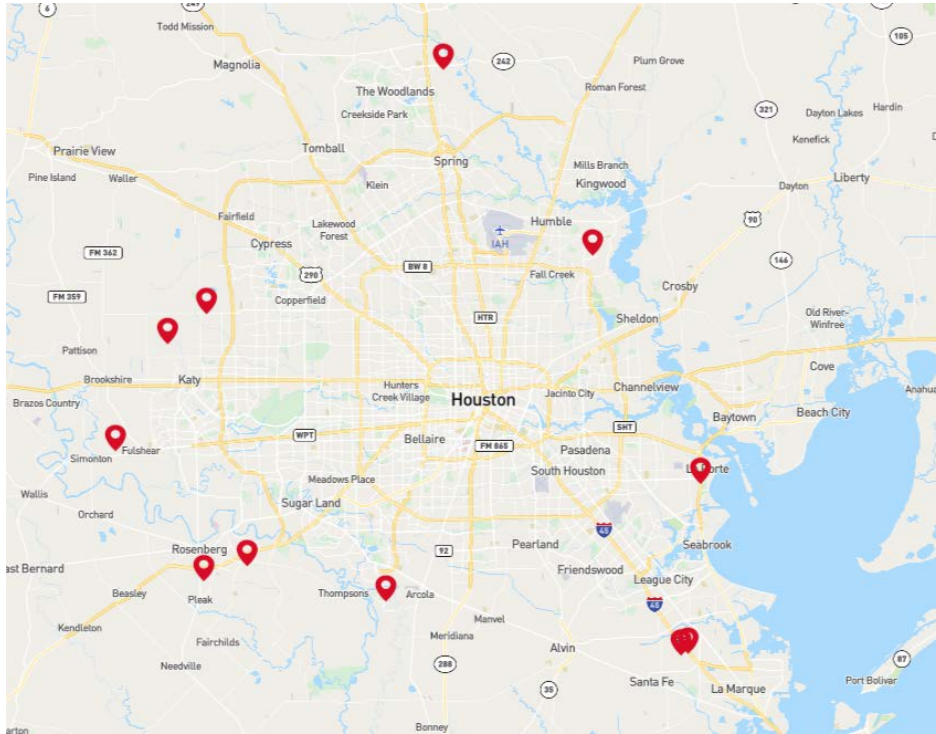 6
249
Todd Mission
105
Magnolia
242
Plum Grove
The Woodlands
Roman Forest
Creekside Park
321
Hardin
Dayton Lakes
Kenefick
Prairie View
Tomball
Spring
Mills Branch
Pine Island
Waller
Klein
Kingwood
Dayton
Liberty
Fairfield
Lakewood
Forest
Humble
90
Cypress
IAH
FM 362
BW 8
146
290
Fall Creek
Copperfield
Crosby
FM 359
HTR
Sheldon
Old River-
Winfree
Pattison
Cove
Brookshire
Katy
Hunters
Creek Village
Houston
Jacinto City
Channelview
Anahua
Brazos Country
Baytown
Beach City
WPT
Bellaire
FM 865
SHT
Pasadena
Simonton
Fulshear
South Houston
Meadows Place
Wallis
Sugar Land
Orchard
45
Rosenberg
92
Pearland
Seabrook
ast Bernard
Friendswood
League City
Beasley
Pleak
Thompsons
Arcola
45
Kendleton
Manvel
Fairchilds
Meridiana
Alvin
Needville
288
87
Santa Fe
La Marque
Port Bolivar
35
Bonney
arton